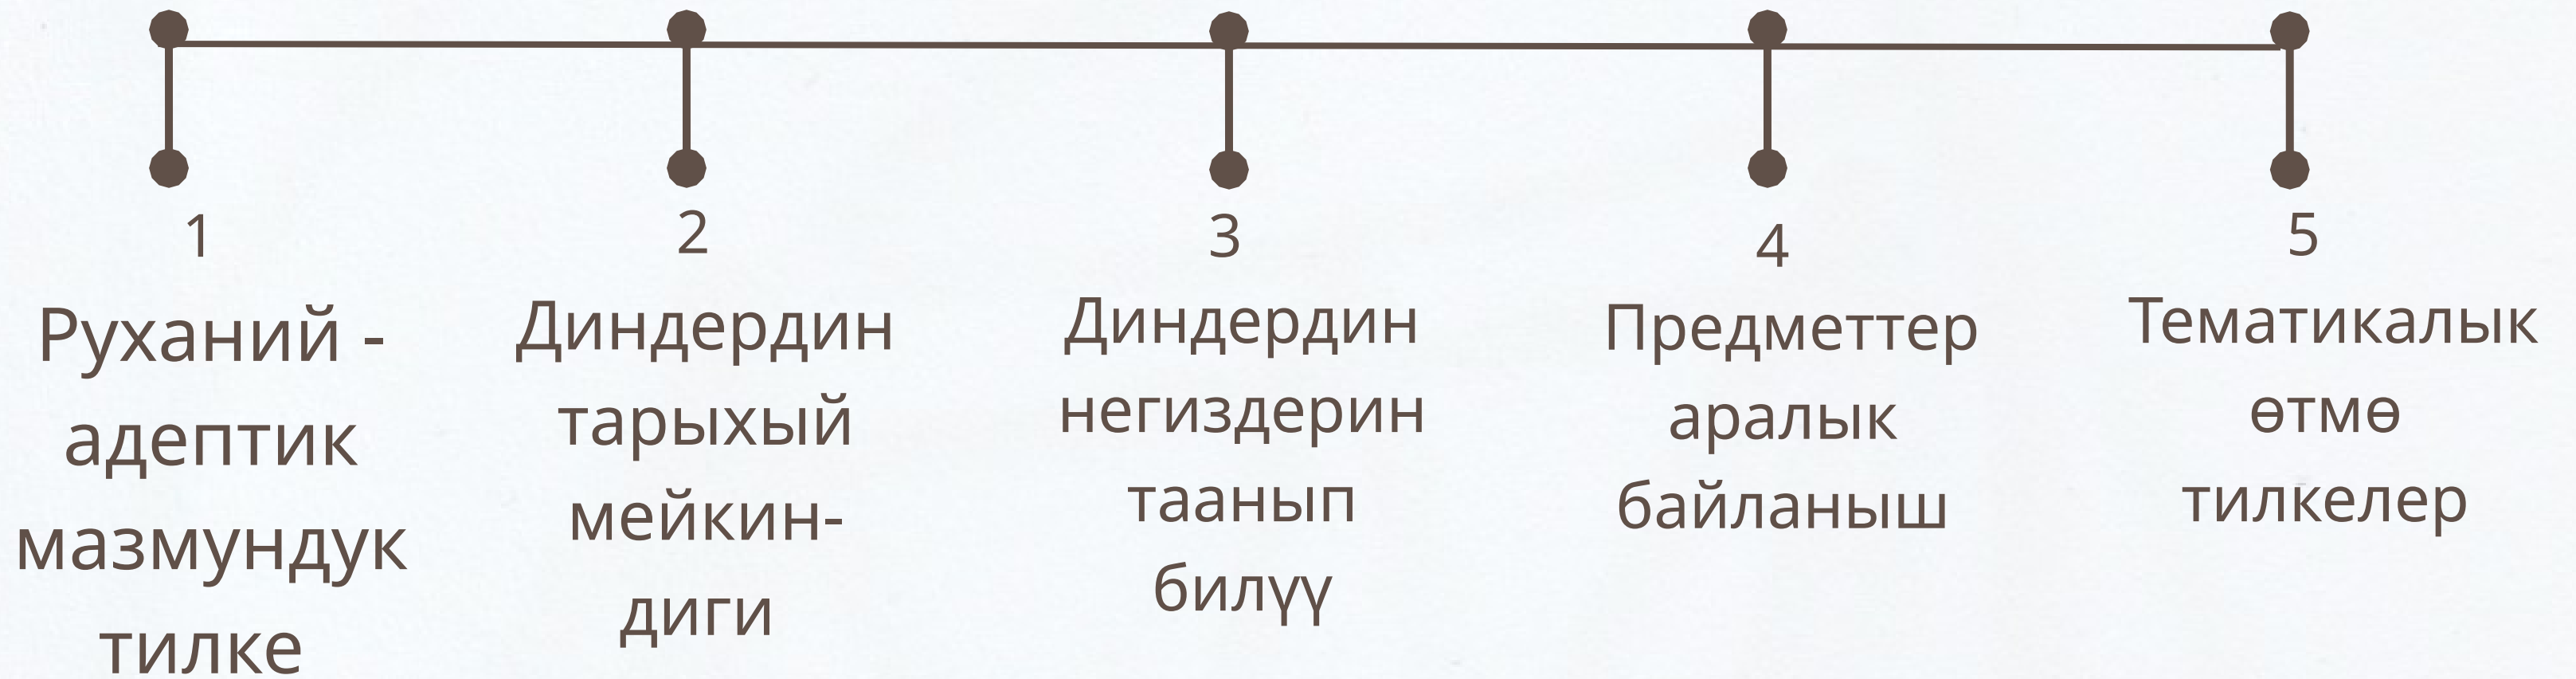 1
Руханий -
адептик
мазмундук
тилке
2
Диндердин
тарыхый
мейкин-
диги
3
Диндердин
негиздерин
таанып
билүү
4
Предметтер
аралык
байланыш
5
Тематикалык
өтмө
тилкелер